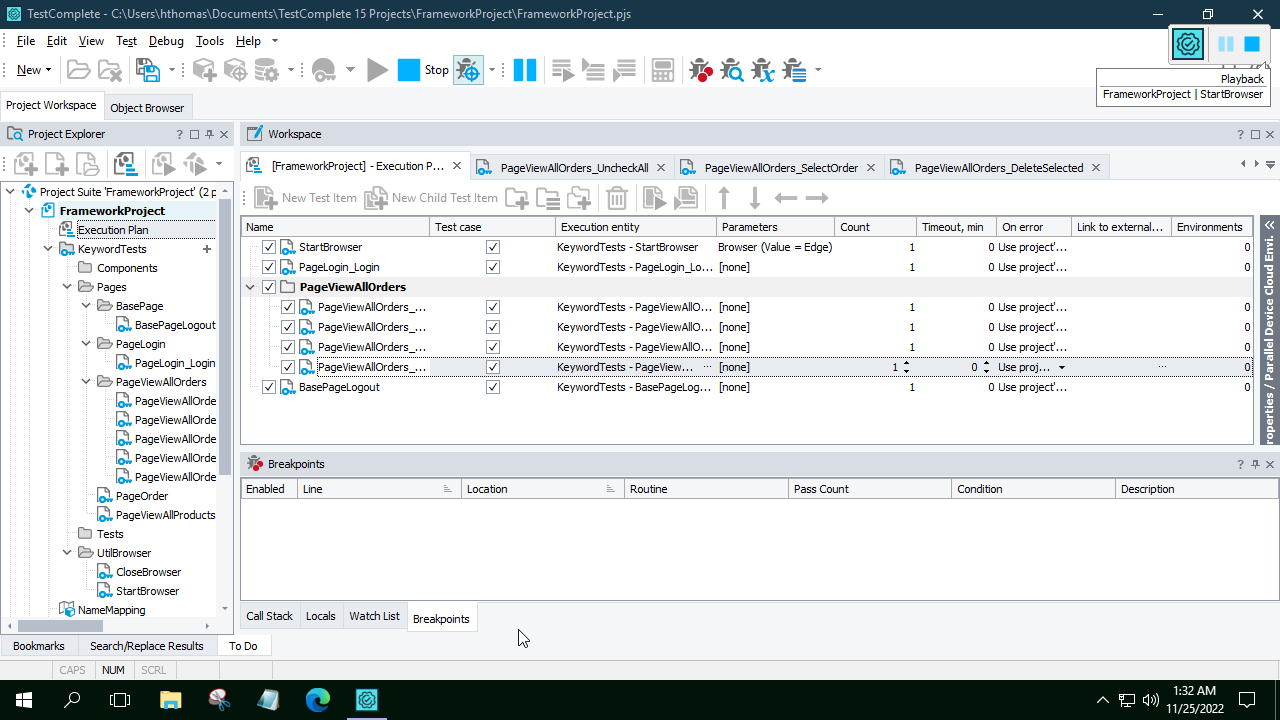 TestComplete - C:\Users\hthomas\Documents\TestComplete 15 Projects\FrameworkProject\FrameworkProject.pjs
File Edit View Test Debug Tools Help
New Stop
Playback
FrameworkProject | StartBrowser
Project Workspace Object Browser
Project Explorer
Workspace
[FrameworkProject] - Execution P... PageViewAllOrders_UncheckAll PageViewAllOrders_SelectOrder PageViewAllOrders_DeleteSelected
New Test Item New Child Test Item
Project Suite 'FrameworkProject' (2 p
FrameworkProject
Execution Plan
KeywordTests
Components
Pages
BasePage
BasePageLogout
PageLogin
PageLogin_Login
PageViewAllOrders
PageViewAllOrde
PageViewAllOrde
PageViewAllOrde
PageViewAllOrde
PageViewAllOrde
PageOrder
PageViewAllProducts
Tests
UtilBrowser
CloseBrowser
StartBrowser
NameMapping
Name Test case Execution entity Parameters Count Timeout, min On error Link to external... Environments
StartBrowser KeywordTests - StartBrowser Browser (Value = Edge) 1 0 Use project'... 0
PageLogin_Login KeywordTests - PageLogin_Lo... [none] 1 0 Use project'... 0
PageViewAllOrders
PageViewAllOrders_... KeywordTests - PageViewAllO... [none] 1 0 Use project'... 0
PageViewAllOrders_... KeywordTests - PageViewAllO... [none] 1 0 Use project'... 0
PageViewAllOrders_... KeywordTests - PageViewAllO... [none] 1 0 Use project'... 0
PageViewAllOrders_... KeywordTests - PageView... ... [none] 1 0 Use proj... ... 0
BasePageLogout KeywordTests - BasePageLog... [none] 1 0 Use project'... 0
roperties / Parallel Device Cloud Envi.
Breakpoints
Enabled Line Location Routine Pass Count Condition Description
Call Stack Locals Watch List Breakpoints
Bookmarks Search/Replace Results To Do
CAPS NUM SCRL
1:32 AM
11/25/2022